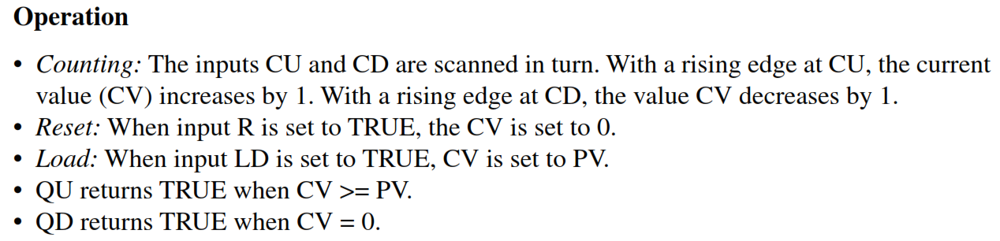 Operation
• Counting: The inputs CU and CD are scanned in turn. With a rising edge at CU, the current
value (CV) increases by 1. With a rising edge at CD, the value CV decreases by 1.
• Reset: When input R is set to TRUE, the CV is set to 0.
• Load: When input LD is set to TRUE, CV is set to PV.
• QU returns TRUE when CV >= PV.
• QD returns TRUE when CV = 0.